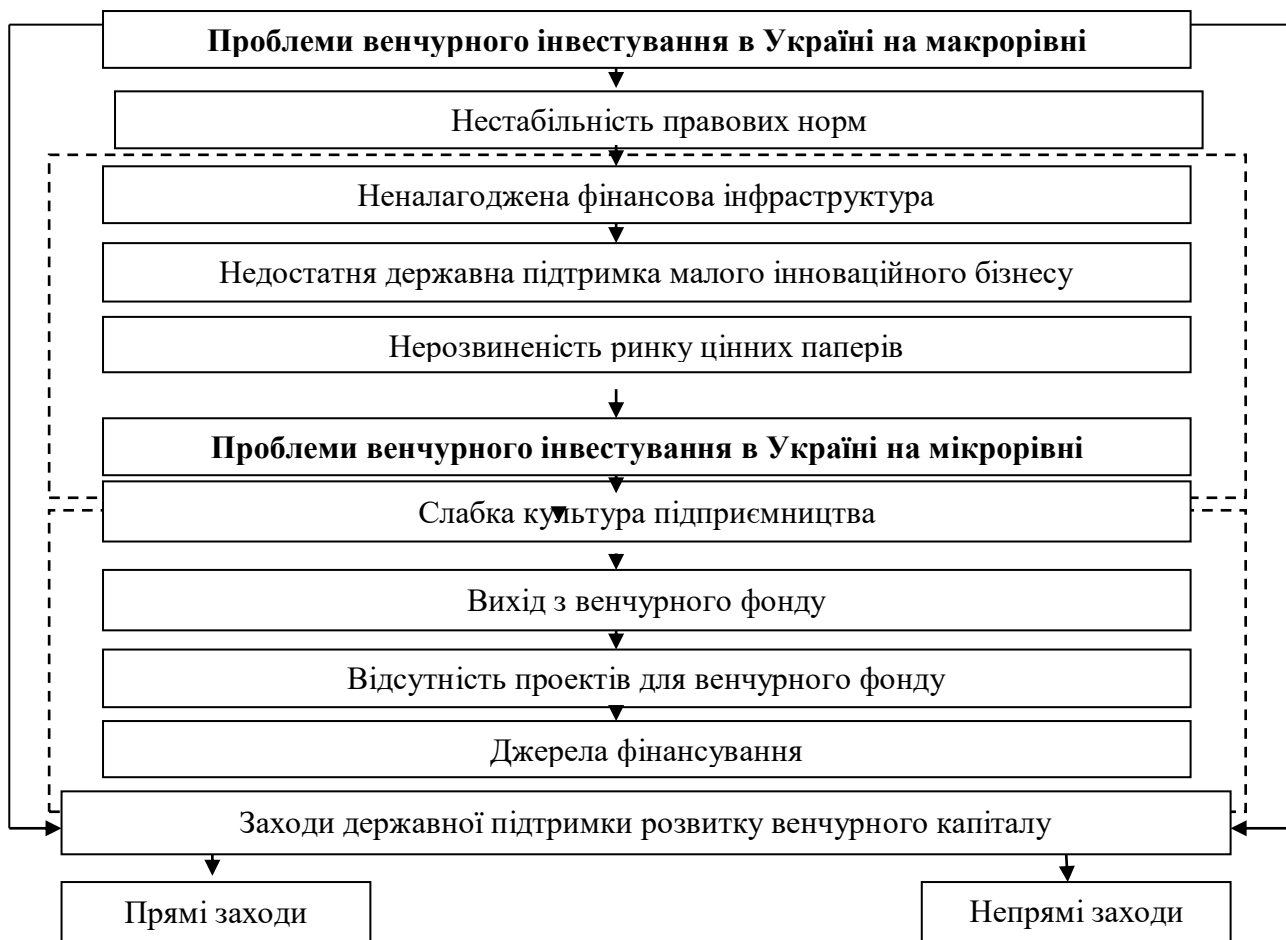 Проблеми венчурного інвестування в Україні на макрорівні
Нестабільність правових норм
Неналагоджена фінансова інфраструктура
Недостатня державна підтримка малого інноваційного бізнесу
Нерозвиненість ринку цінних паперів
Проблеми венчурного інвестування в Україні на мікрорівні
Слабка культура підприємництва
Вихід з венчурного фонду
Відсутність проектів для венчурного фонду
Джерела фінансування
Заходи державної підтримки розвитку венчурного капіталу
Прямі заходи
Непрямі заходи